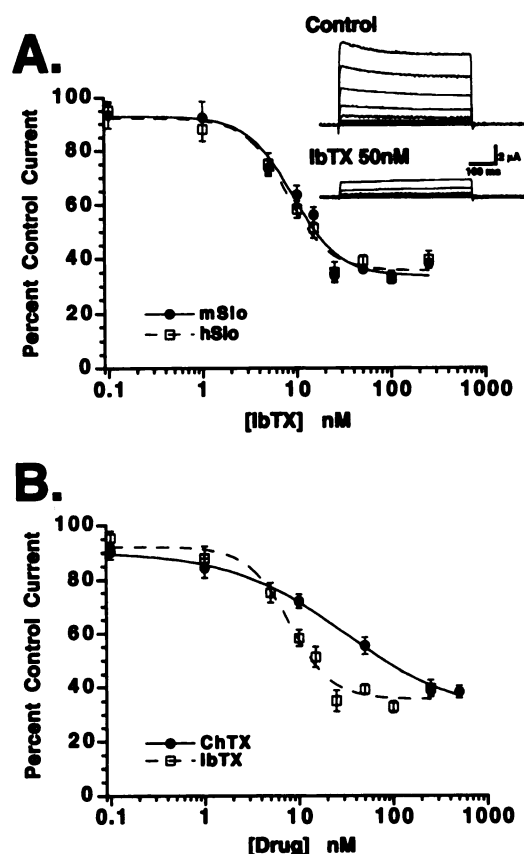 A.
Control
IbTX 50nM
2 µA
100 ms
Percent Control Current
100
80
60
40
20
0
mSlo
hSlo
0.1
1
10
100
1000
[IbTX] nM
B.
Percent Control Current
100
80
60
40
20
0
ChTX
IbTX
0.1
1
10
100
1000
[Drug] nM